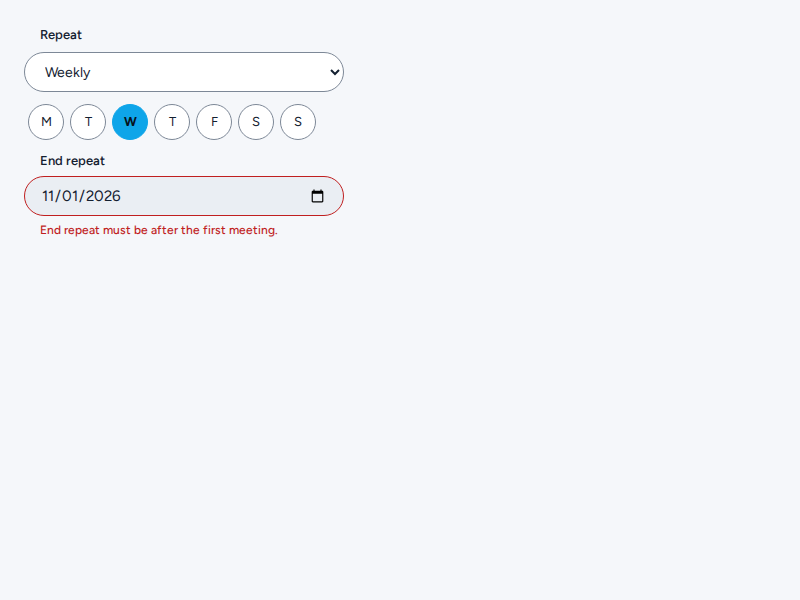 Repeat
Weekly
M T W T F S S
End repeat
11/01/2026
End repeat must be after the first meeting.